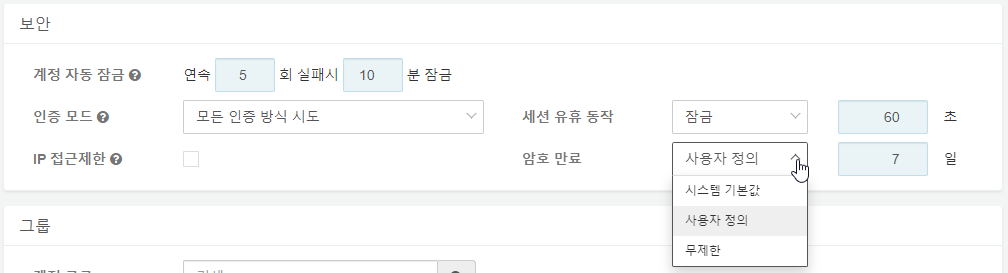 보안
계정 자동 잠금 연속 5 회 실패시 10 분 잠금
인증 모드 모든 인증 방식 시도 세션 유휴 동작 잠금 60 초
IP 접근제한 암호 만료 사용자 정의 7 일
시스템 기본값
사용자 정의
무제한
그룹